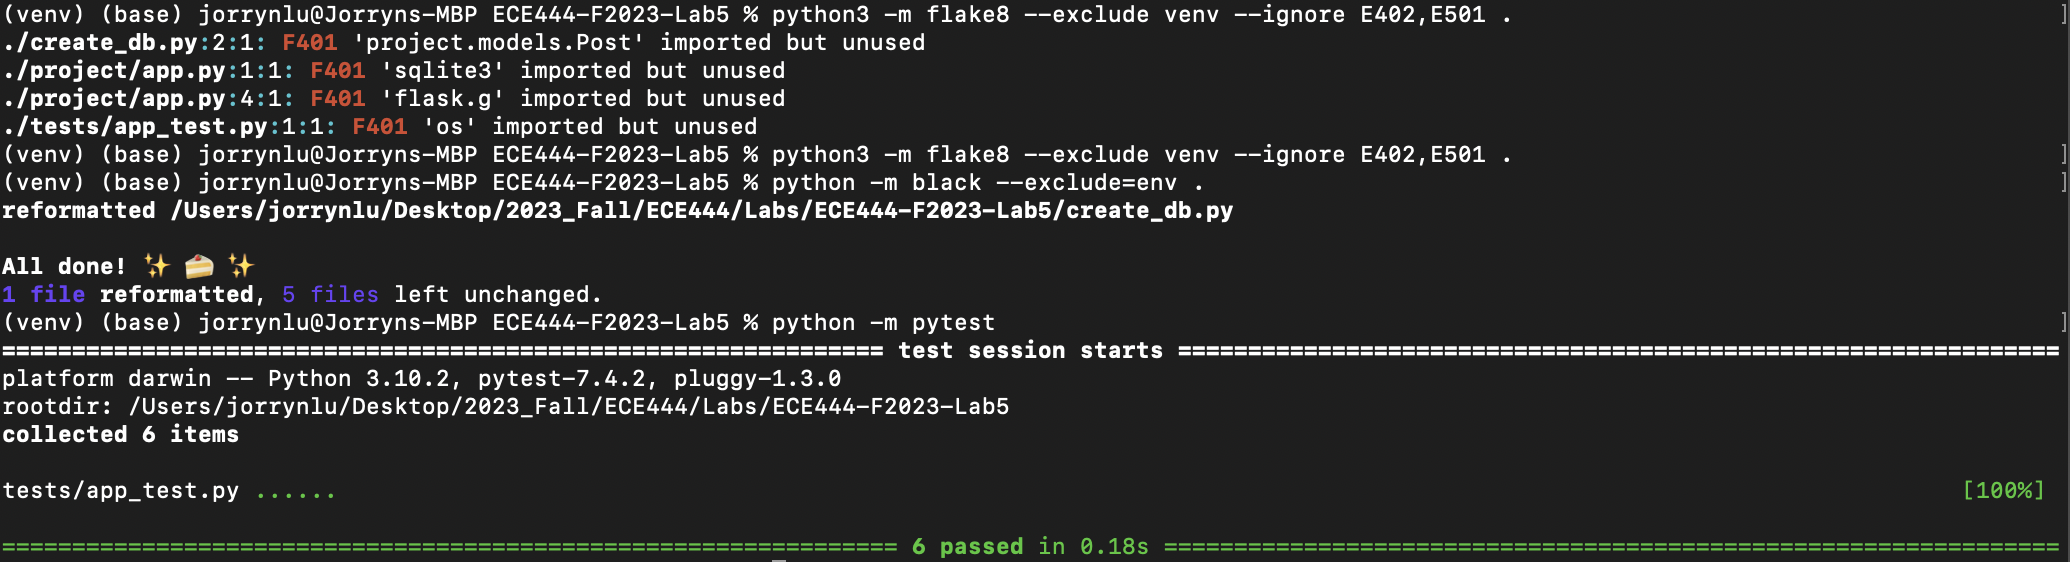 (venv) (base) jorrynlu@Jorryns-MBP ECE444-F2023-Lab5 % python3 -m flake8 --exclude venv --ignore E402,E501 . ]
./create_db.py:2:1: F401 'project.models.Post' imported but unused
./project/app.py:1:1: F401 'sqlite3' imported but unused
./project/app.py:4:1: F401 'flask.g' imported but unused
./tests/app_test.py:1:1: F401 'os' imported but unused
(venv) (base) jorrynlu@Jorryns-MBP ECE444-F2023-Lab5 % python3 -m flake8 --exclude venv --ignore E402,E501 . ]
(venv) (base) jorrynlu@Jorryns-MBP ECE444-F2023-Lab5 % python -m black --exclude=env . ]
reformatted /Users/jorrynlu/Desktop/2023_Fall/ECE444/Labs/ECE444-F2023-Lab5/create_db.py
All done! ✨ 🍰 ✨
1 file reformatted, 5 files left unchanged.
(venv) (base) jorrynlu@Jorryns-MBP ECE444-F2023-Lab5 % python -m pytest ]
=============================================================== test session starts ===============================================================
platform darwin -- Python 3.10.2, pytest-7.4.2, pluggy-1.3.0
rootdir: /Users/jorrynlu/Desktop/2023_Fall/ECE444/Labs/ECE444-F2023-Lab5
collected 6 items
tests/app_test.py ...... [100%]
================================================================ 6 passed in 0.18s ================================================================